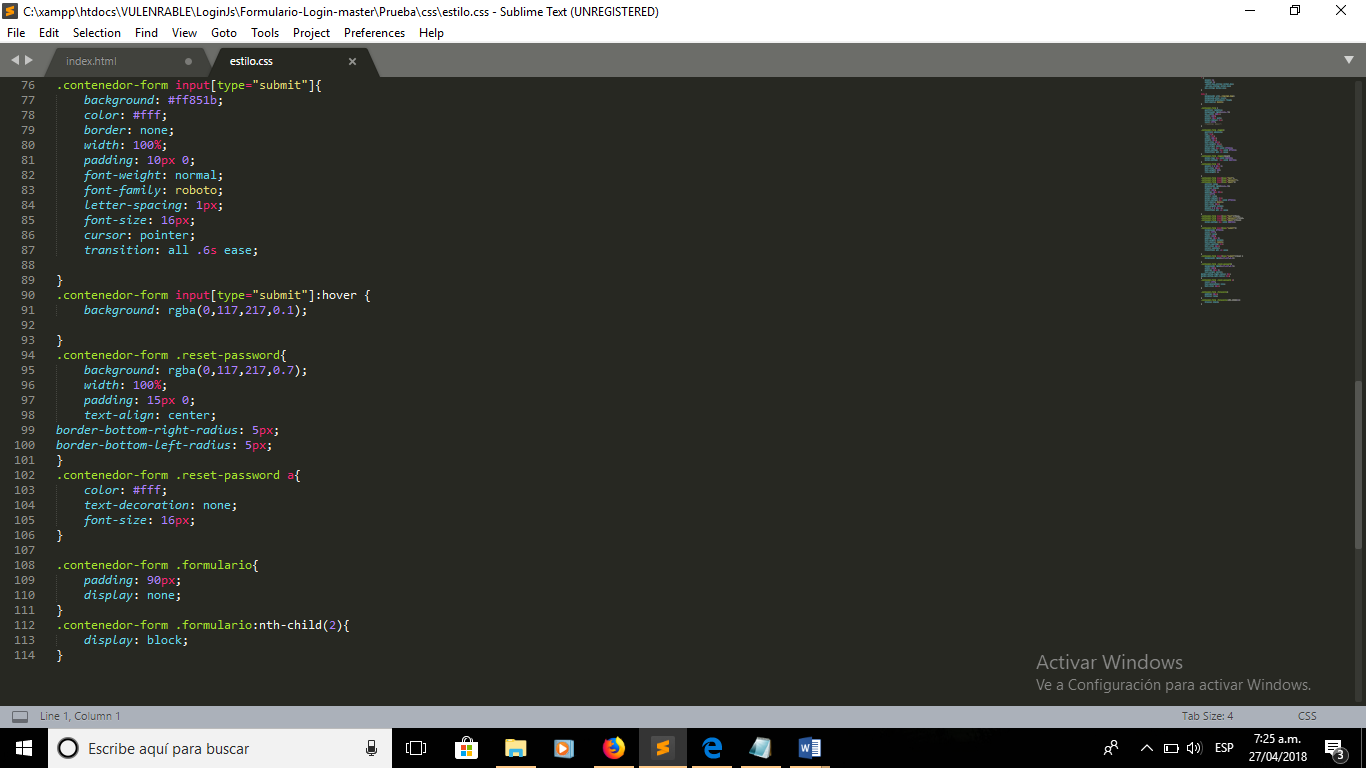 C:\xampp\htdocs\VULENRABLE\LoginJs\Formulario-Login-master\Prueba\css\estilo.css - Sublime Text (UNREGISTERED)
File Edit Selection Find View Goto Tools Project Preferences Help
index.html estilo.css
76 .contenedor-form input[type="submit"]{
77 background: #ff851b;
78 color: #fff;
79 border: none;
80 width: 100%;
81 padding: 10px 0;
82 font-weight: normal;
83 font-family: roboto;
84 letter-spacing: 1px;
85 font-size: 16px;
86 cursor: pointer;
87 transition: all .6s ease;
88
89 }
90 .contenedor-form input[type="submit"]:hover {
91 background: rgba(0,117,217,0.1);
92
93 }
94 .contenedor-form .reset-password{
95 background: rgba(0,117,217,0.7);
96 width: 100%;
97 padding: 15px 0;
98 text-align: center;
99 border-bottom-right-radius: 5px;
100 border-bottom-left-radius: 5px;
101 }
102 .contenedor-form .reset-password a{
103 color: #fff;
104 text-decoration: none;
105 font-size: 16px;
106 }
107
108 .contenedor-form .formulario{
109 padding: 90px;
110 display: none;
111 }
112 .contenedor-form .formulario:nth-child(2){
113 display: block;
114 }
Activar Windows
Ve a Configuración para activar Windows.
Line 1, Column 1 Tab Size: 4 CSS
Escribe aquí para buscar
ESP
7:25 a.m.
27/04/2018
3